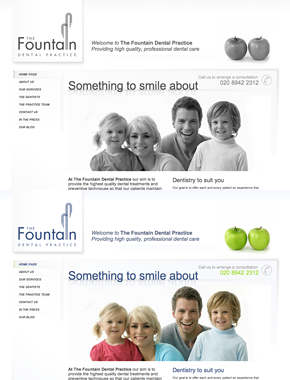 THE
Fountain
DENTAL PRACTICE
Welcome to The Fountain Dental Practice
Providing high quality, professional dental care
HOME PAGE
ABOUT US
OUR SERVICES
THE DENTISTS
THE PRACTICE TEAM
CONTACT US
IN THE PRESS
OUR BLOG
Something to smile about
Call us to arrange a consultation
020 8942 2312
At The Fountain Dental Practice our aim is to
provide the highest quality dental treatments and
preventive techniques so that our patients maintain
Dentistry to suit you
Our goal is to offer each and every patient an experience that
THE
Fountain
DENTAL PRACTICE
Welcome to The Fountain Dental Practice
Providing high quality, professional dental care
HOME PAGE
ABOUT US
OUR SERVICES
THE DENTISTS
THE PRACTICE TEAM
CONTACT US
IN THE PRESS
OUR BLOG
Something to smile about
Call us to arrange a consultation
020 8942 2312
At The Fountain Dental Practice our aim is to
provide the highest quality dental treatments and
preventive techniques so that our patients maintain
Dentistry to suit you
Our goal is to offer each and every patient an experience that